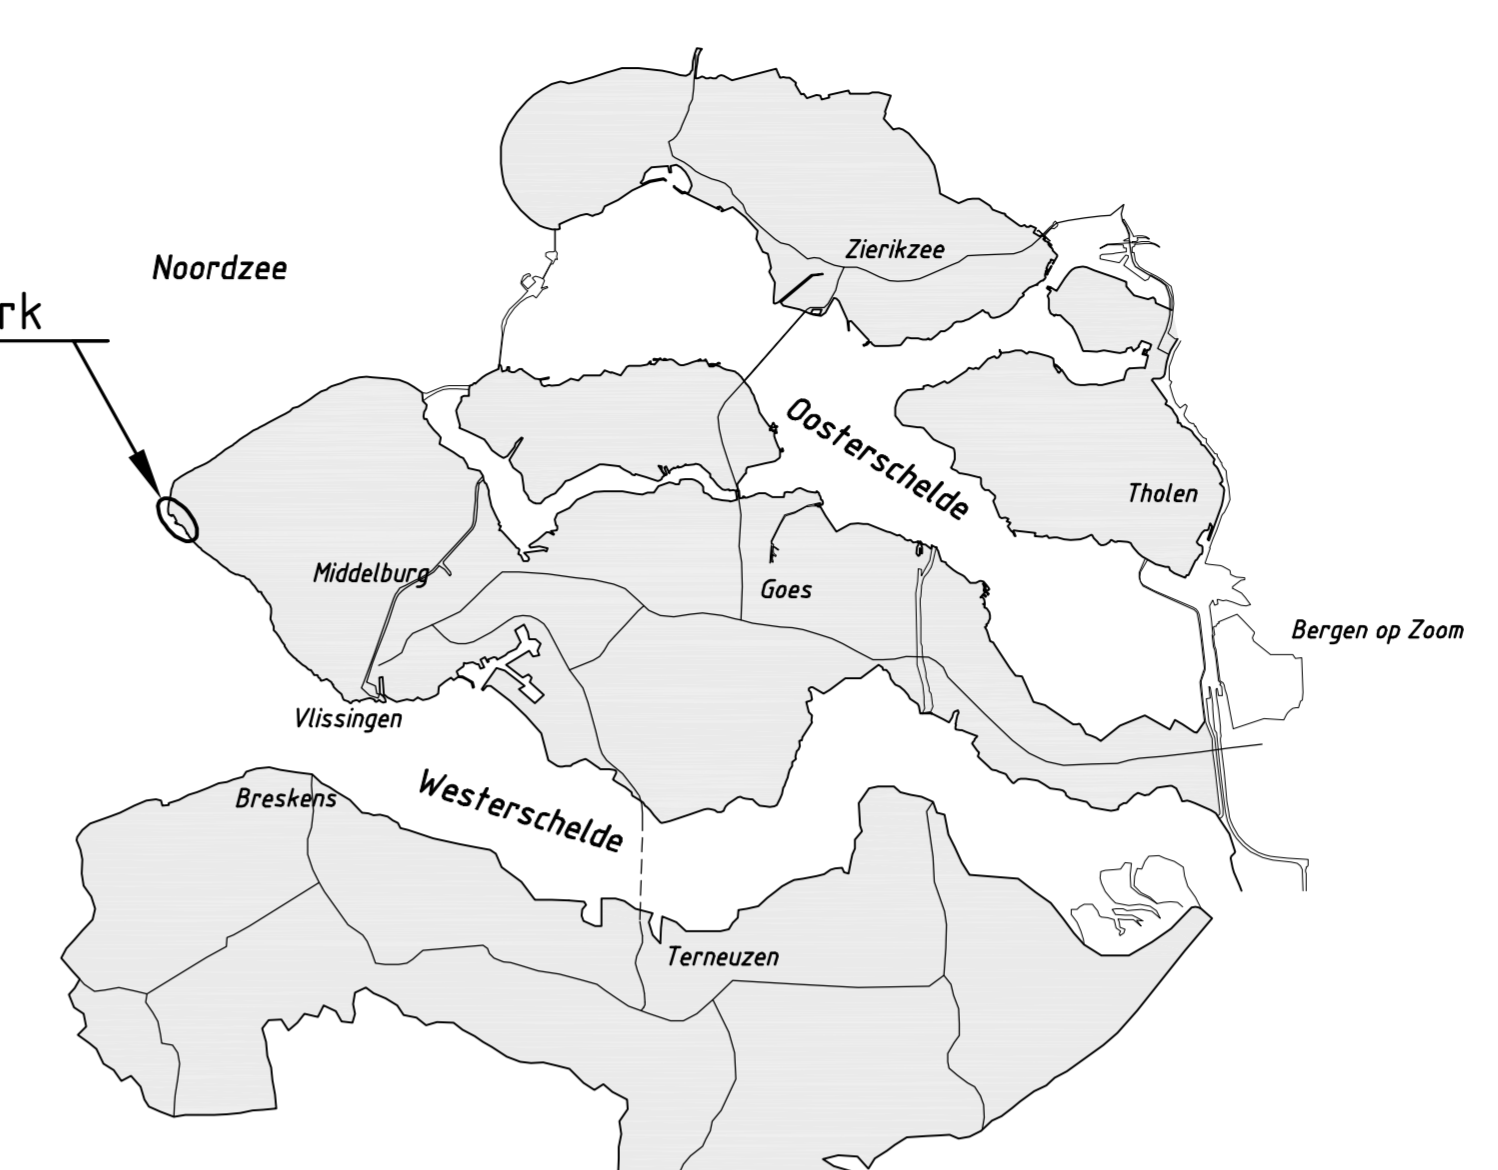 Noordzee
rk
Zierikzee
Oosterschelde
Tholen
Middelburg
Goes
Bergen op Zoom
Vlissingen
Westerschelde
Breskens
Terneuzen